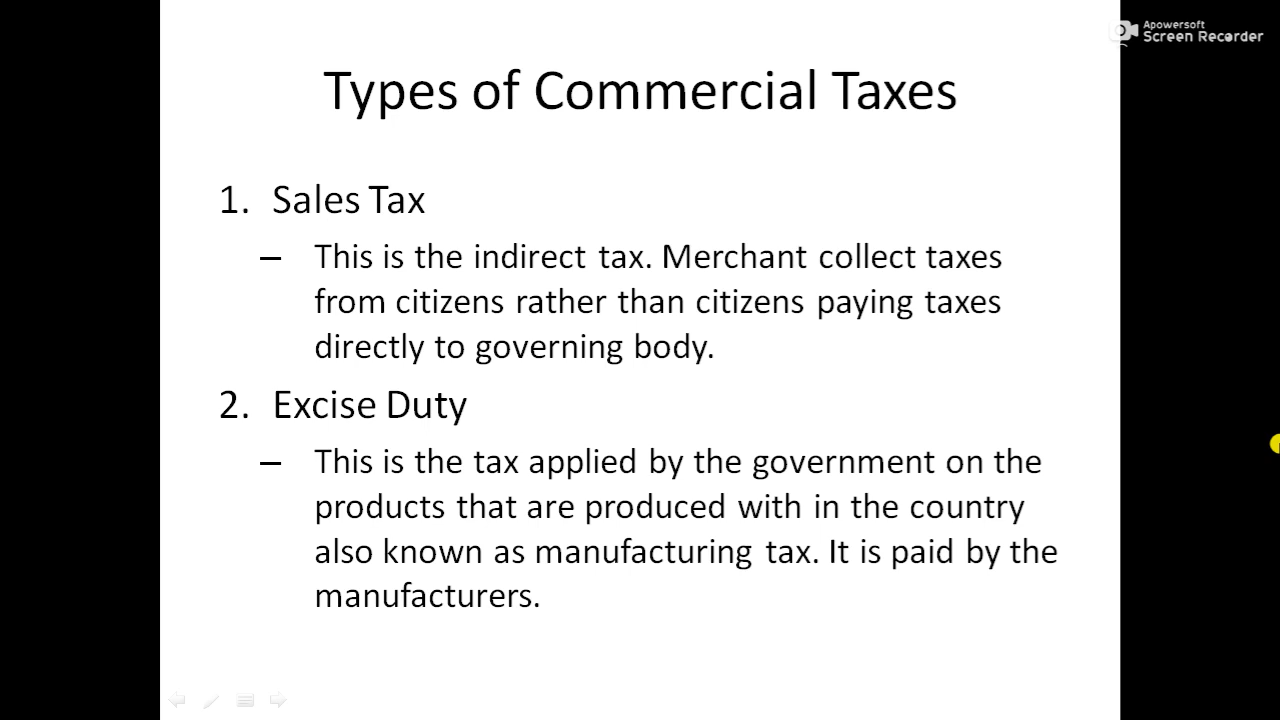 Apowersoft
Screen Recorder
Types of Commercial Taxes
1. Sales Tax
– This is the indirect tax. Merchant collect taxes
from citizens rather than citizens paying taxes
directly to governing body.
2. Excise Duty
– This is the tax applied by the government on the
products that are produced with in the country
also known as manufacturing tax. It is paid by the
manufacturers.